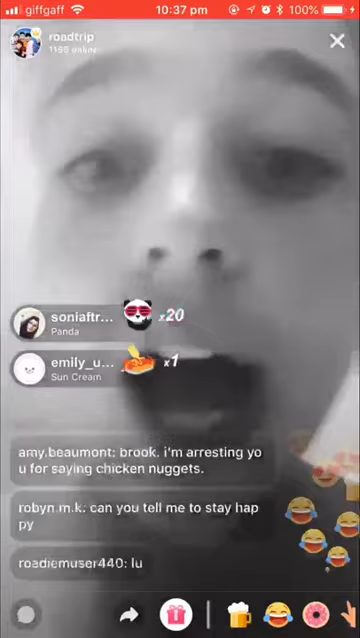 giffgaff 10:37 pm 100%
roadtrip
1166 online
soniaftr... x20
Panda
emily_u... x1
Sun Cream
amy.beaumont: brook. i'm arresting yo
u for saying chicken nuggets.
robyn.m.k: can you tell me to stay hap
py
roadiemuser440: lu